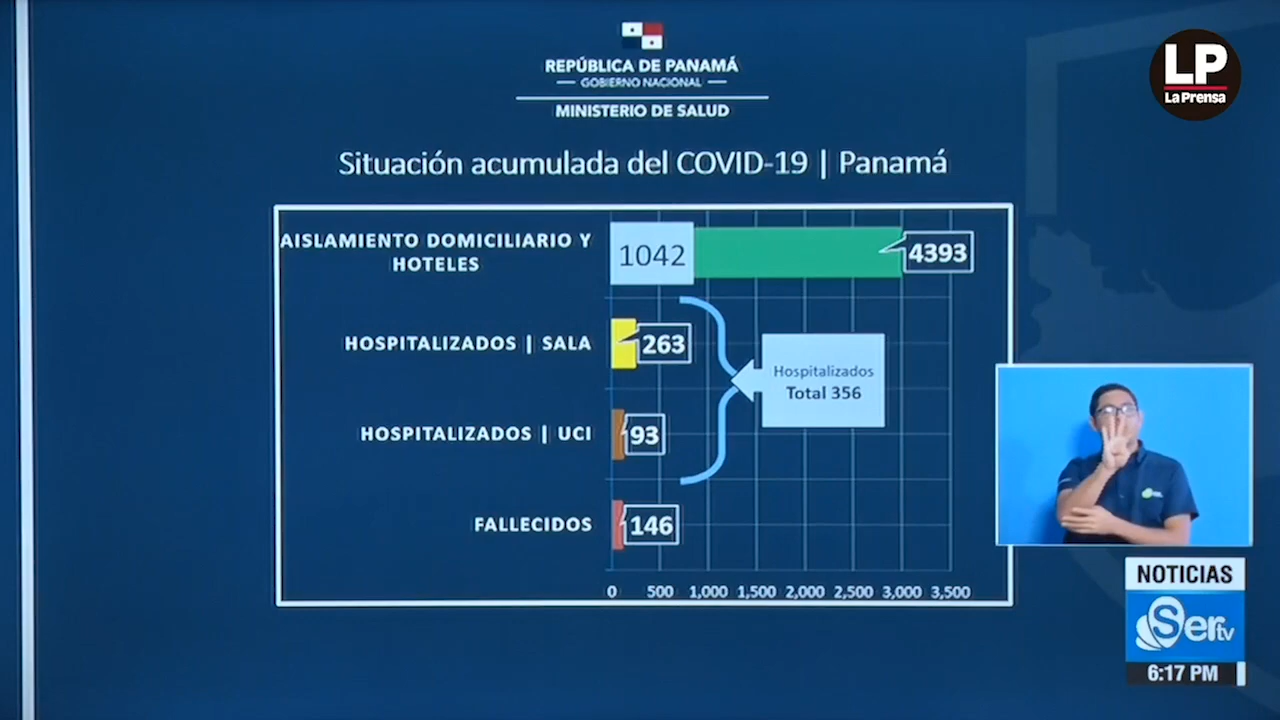 LP
La Prensa
REPÚBLICA DE PANAMÁ
GOBIERNO NACIONAL
MINISTERIO DE SALUD
Situación acumulada del COVID-19 | Panamá
AISLAMIENTO DOMICILIARIO Y
HOTELES
1042
4393
HOSPITALIZADOS | SALA
263
Hospitalizados
Total 356
HOSPITALIZADOS | UCI
93
FALLECIDOS
146
0 500 1,000 1,500 2,000 2,500 3,000 3,500
NOTICIAS
Sertv
6:17 PM